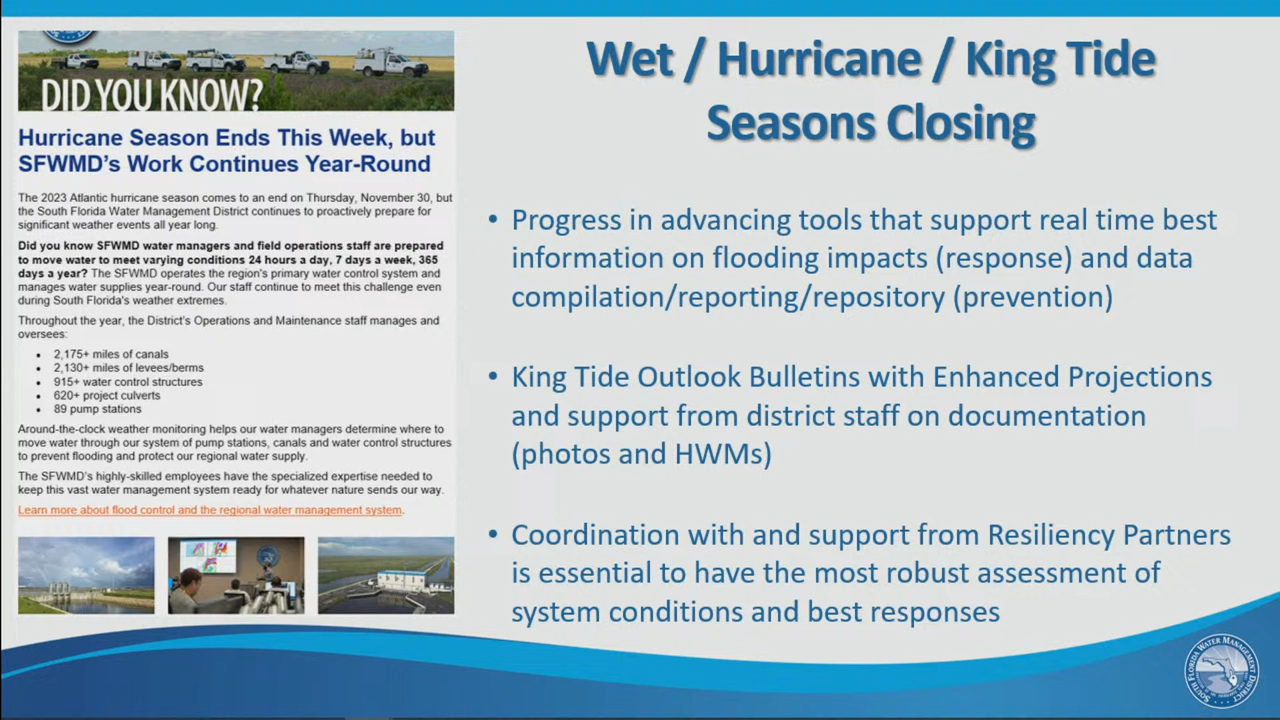 Wet / Hurricane / King Tide
Seasons Closing
DID YOU KNOW?
Hurricane Season Ends This Week, but
SFWMD's Work Continues Year-Round
The 2023 Atlantic hurricane season comes to an end on Thursday, November 30, but
the South Florida Water Management District continues to proactively prepare for
significant weather events all year long.
Did you know SFWMD water managers and field operations staff are prepared
to move water to meet varying conditions 24 hours a day, 7 days a week, 365
days a year? The SFWMD operates the region's primary water control system and
manages water supplies year-round. Our staff continue to meet this challenge even
during South Florida's weather extremes.
Throughout the year, the District's Operations and Maintenance staff manages and
oversees:
• 2,175+ miles of canals
• 2,130+ miles of levees/berms
• 915+ water control structures
• 620+ project culverts
• 89 pump stations
Around-the-clock weather monitoring helps our water managers determine where to
move water through our system of pump stations, canals and water control structures
to prevent flooding and protect our regional water supply.
The SFWMD's highly-skilled employees have the specialized expertise needed to
keep this vast water management system ready for whatever nature sends our way.
Learn more about flood control and the regional water management system.
• Progress in advancing tools that support real time best
information on flooding impacts (response) and data
compilation/reporting/repository (prevention)
• King Tide Outlook Bulletins with Enhanced Projections
and support from district staff on documentation
(photos and HWMs)
• Coordination with and support from Resiliency Partners
is essential to have the most robust assessment of
system conditions and best responses
SOUTH FLORIDA WATER MANAGEMENT DISTRICT